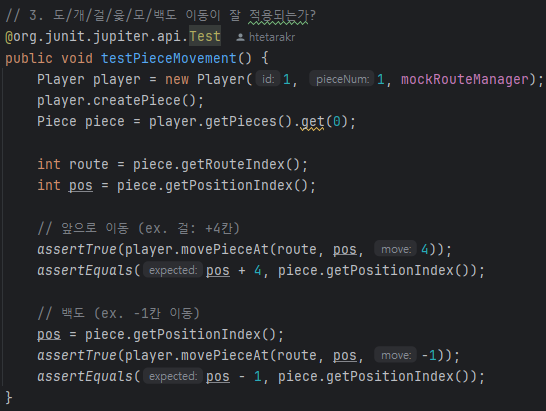 // 3. 도/개/걸/윷/모/백도 이동이 잘 적용되는가?
@org.junit.jupiter.api.Test htetarakr
public void testPieceMovement() {
Player player = new Player( id: 1, pieceNum: 1, mockRouteManager);
player.createPiece();
Piece piece = player.getPieces().get(0);
int route = piece.getRouteIndex();
int pos = piece.getPositionIndex();
// 앞으로 이동 (ex. 걸: +4칸)
assertTrue(player.movePieceAt(route, pos, move: 4));
assertEquals( expected: pos + 4, piece.getPositionIndex());
// 백도 (ex. -1칸 이동)
pos = piece.getPositionIndex();
assertTrue(player.movePieceAt(route, pos, move: -1));
assertEquals( expected: pos - 1, piece.getPositionIndex());
}